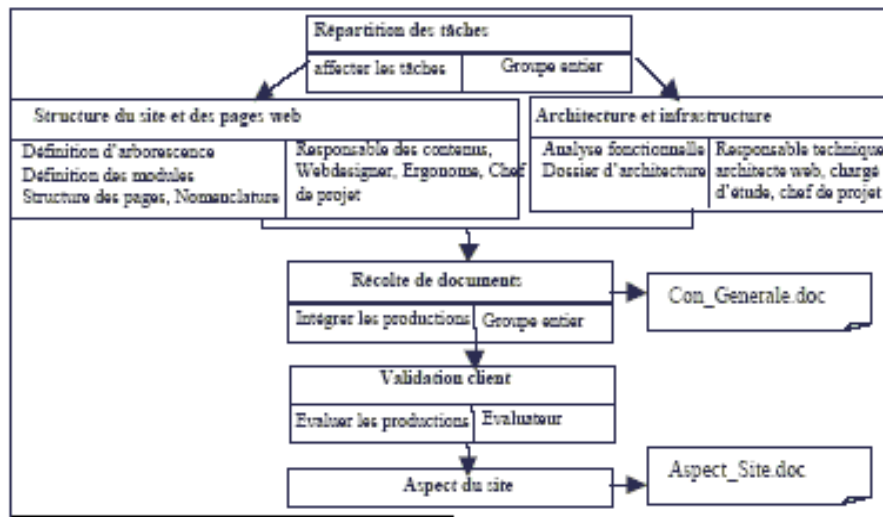 Répartition des tâches
affecter les tâches
Groupe entier
Structure du site et des pages web
Définition d'arborescence
Définition des modules
Structure des pages, Nomenclature
Responsable des contenus,
Webdesigner, Ergonome, Chef
de projet
Architecture et infrastructure
Analyse fonctionnelle
Dossier d'architecture
Responsable technique
architecte web, chargé
d'étude, chef de projet
Récolte de documents
Intégrer les productions
Groupe entier
Con_Generale.doc
Validation client
Evaluer les productions
Evaluateur
Aspect du site
Aspect_Site.doc